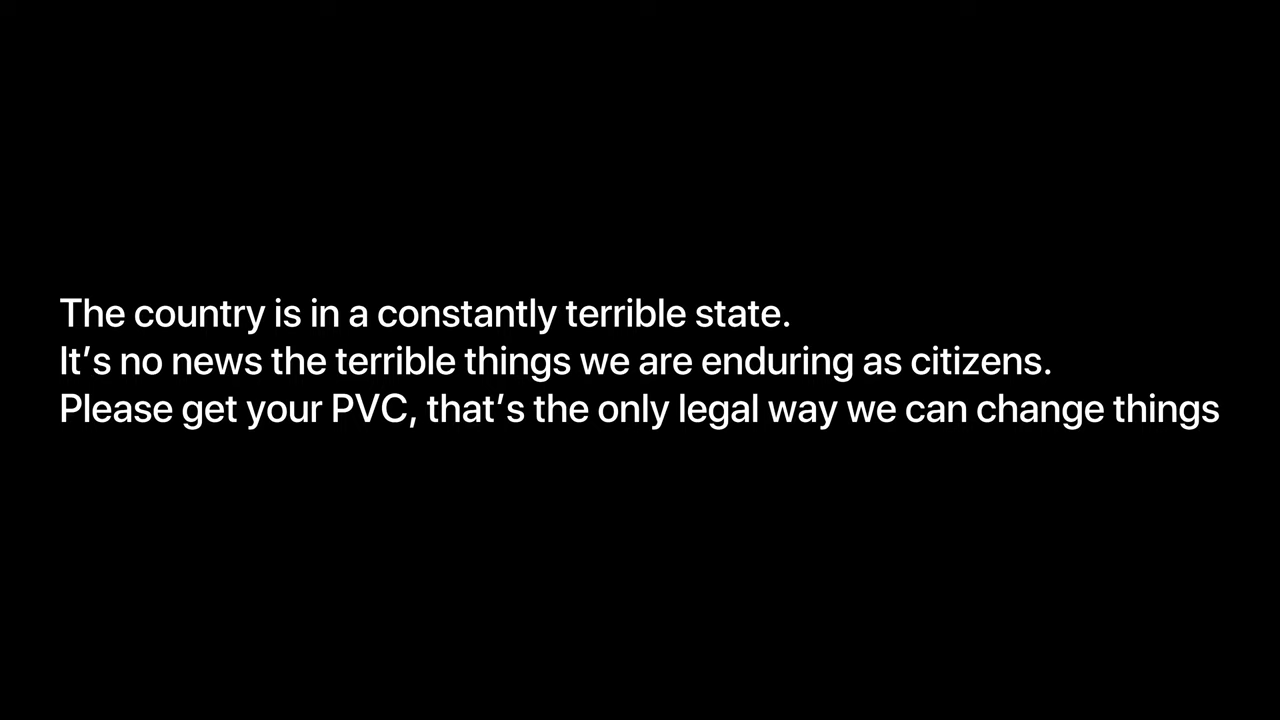 The country is in a constantly terrible state.
It’s no news the terrible things we are enduring as citizens.
Please get your PVC, that’s the only legal way we can change things